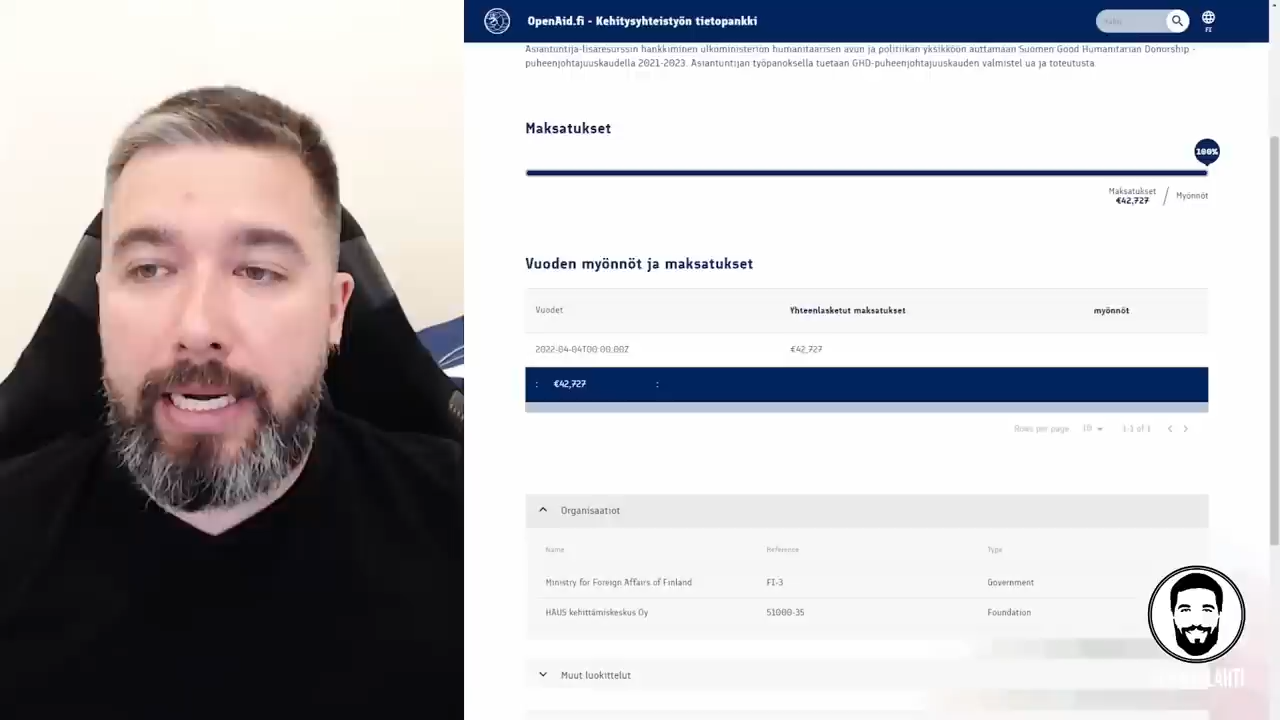 OpenAid.fi - Kehitysyhteistyön tietopankki
FI
Asiantuntija-lisäresurssin hankkiminen ulkoministeriön humanitaarisen avun ja politiikan yksikköön auttamaan Suomen Good Humanitarian Donorship -
puheenjohtajuuskaudella 2021-2023. Asiantuntijan työpanoksella tuetaan GHD-puheenjohtajuuskauden valmistel ua ja toteutusta
Maksatukset
100%
Maksatukset
€42,727
/ Myönnöt
Vuoden myönnöt ja maksatukset
Vuodet Yhteenlasketut maksatukset myönnöt
2022-04-04T00:00.00Z €42,727
: €42,727 :
Rows per page 10 1-1 of 1
Organisaatiot
Name Reference Type
Ministry for Foreign Affairs of Finland FI-3 Government
HAUS kehittämiskeskus Oy 51000-35 Foundation
Muut luokittelut